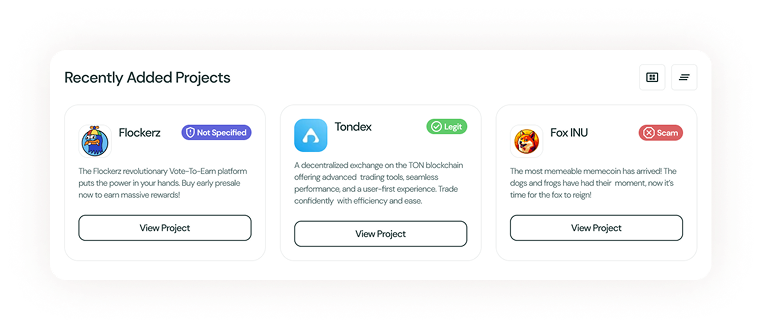 Recently Added Projects
Flockerz
Not Specified
The Flockerz revolutionary Vote-To-Earn platform
puts the power in your hands. Buy early presale
now to earn massive rewards!
View Project
Tondex
Legit
A decentralized exchange on the TON blockchain
offering advanced trading tools, seamless
performance, and a user-first experience. Trade
confidently with efficiency and ease.
View Project
Fox INU
Scam
The most memeable memecoin has arrived! The
dogs and frogs have had their moment, now it's
time for the fox to reign!
View Project